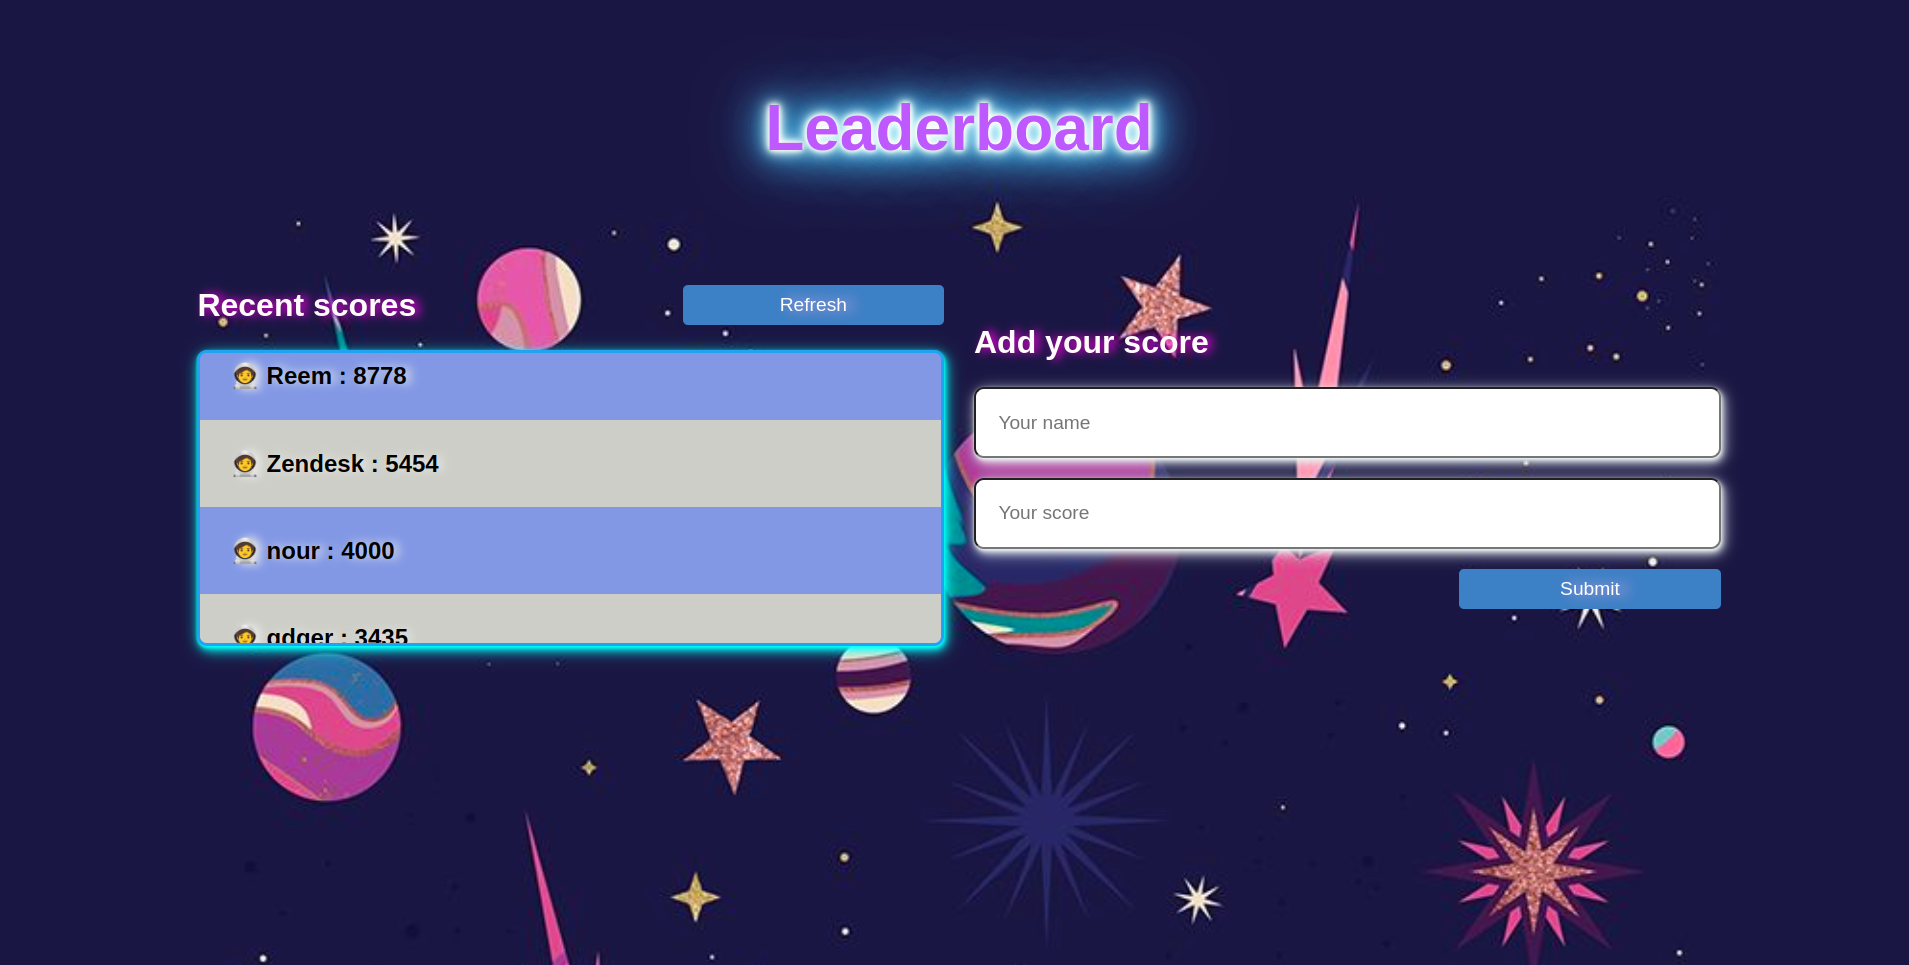 Leaderboard
Recent scores
Refresh
🧑‍🚀 Reem : 8778
🧑‍🚀 Zendesk : 5454
🧑‍🚀 nour : 4000
🧑‍🚀 gdger : 3435
Add your score
Your name
Your score
Submit